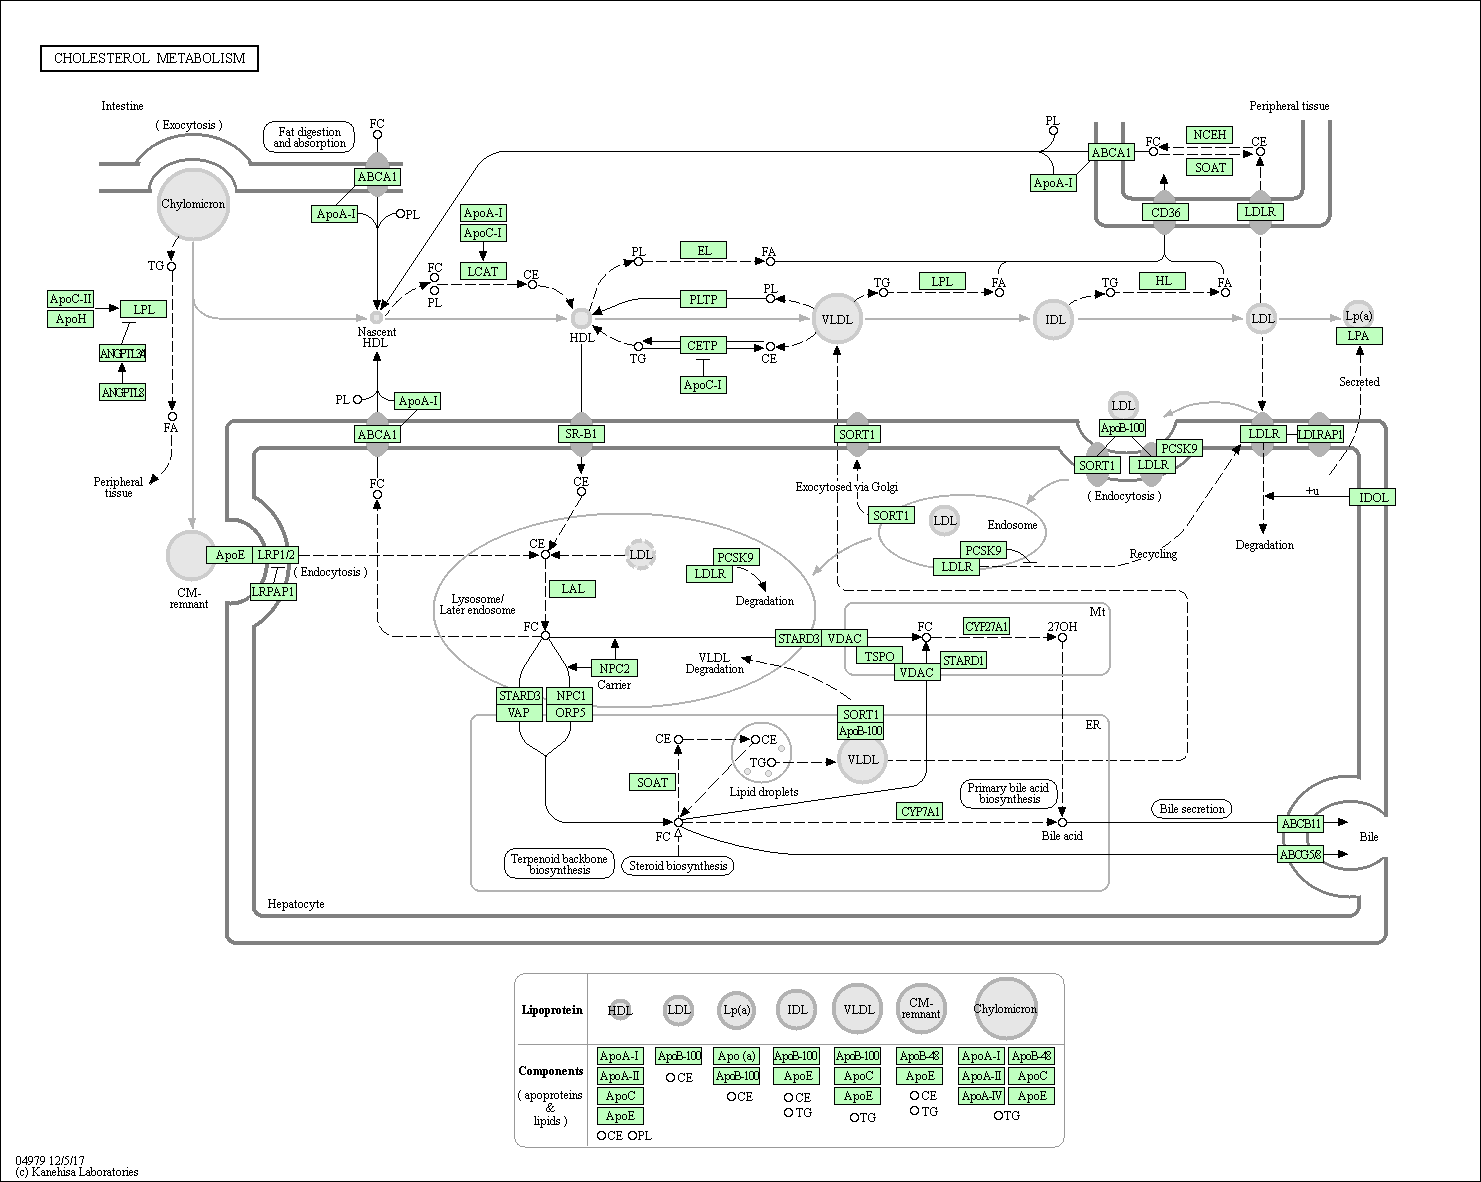 CHOLESTEROL METABOLISM
Intestine
( Exocytosis )
Fat digestion
and absorption
FC
ABCA1
ApoA-I
PL
Chylomicron
TG
ApoC-II
ApoH
LPL
ANGPTL3/4
ANGPTL8
FA
Peripheral
tissue
ApoA-I
ApoC-I
LCAT
FC
PL
CE
Nascent
HDL
HDL
PL
EL
FA
PLTP
PL
TG
CETP
CE
ApoC-I
VLDL
TG
LPL
FA
IDL
TG
HL
FA
LDL
Lp(a)
LPA
Secreted
Peripheral tissue
PL
ABCA1
ApoA-I
FC
NCEH
CE
SOAT
CD36
LDLR
PL
ApoA-I
ABCA1
FC
SR-B1
CE
SORT1
Exocytosed via Golgi
LDL
ApoB-100
SORT1
LDLR
PCSK9
( Endocytosis )
LDLR
LDLRAP1
+u
IDOL
Degradation
SORT1
LDL
Endosome
PCSK9
LDLR
Recycling
CM-
remnant
ApoE
LRP1/2
( Endocytosis )
LRPAP1
CE
LDL
LAL
Lysosome/
Later endosome
FC
PCSK9
LDLR
Degradation
NPC2
Carrier
STARD3
VAP
NPC1
ORP5
STARD3
VDAC
Mt
FC
CYP27A1
27OH
TSPO
STARD1
VDAC
VLDL
Degradation
SORT1
ApoB-100
VLDL
ER
CE
CE
TG
Lipid droplets
SOAT
FC
CYP7A1
Primary bile acid
biosynthesis
Bile acid
Bile secretion
ABCB11
Bile
ABCG5/8
Terpenoid backbone
biosynthesis
Steroid biosynthesis
Hepatocyte
Lipoprotein
HDL
LDL
Lp(a)
IDL
VLDL
CM-
remnant
Chylomicron
Components
( apoproteins
&
lipids )
ApoA-I
ApoA-II
ApoC
ApoE
CE PL
ApoB-100
CE
Apo (a)
ApoB-100
CE
ApoB-100
ApoE
CE
TG
ApoB-100
ApoC
ApoE
TG
ApoB-48
ApoE
CE
TG
ApoA-I ApoB-48
ApoA-II ApoC
ApoA-IV ApoE
TG
04979 12/5/17
(c) Kanehisa Laboratories